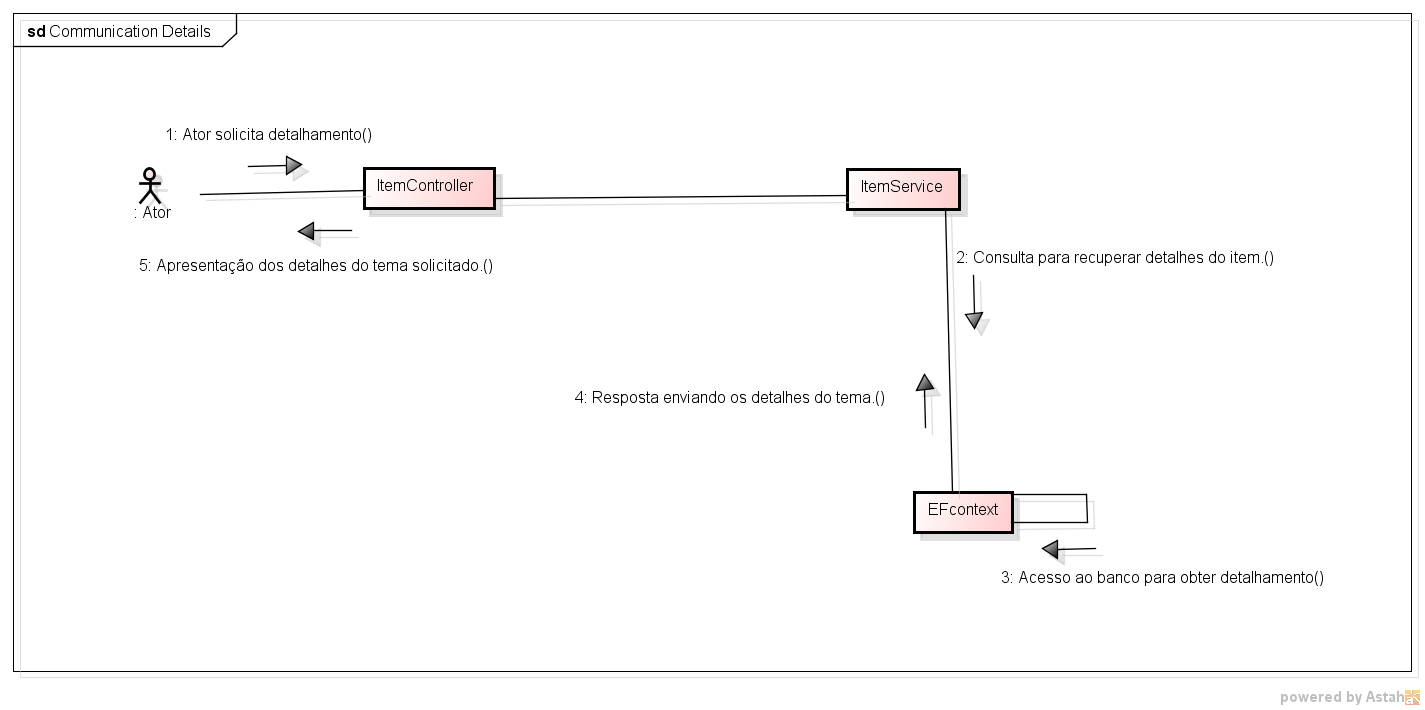 sd Communication Details
1: Ator solicita detalhamento()
ItemController
ItemService
: Ator
2: Consulta para recuperar detalhes do item.()
5: Apresentação dos detalhes do tema solicitado.()
4: Resposta enviando os detalhes do tema.()
EFcontext
3: Acesso ao banco para obter detalhamento()
powered by Astah